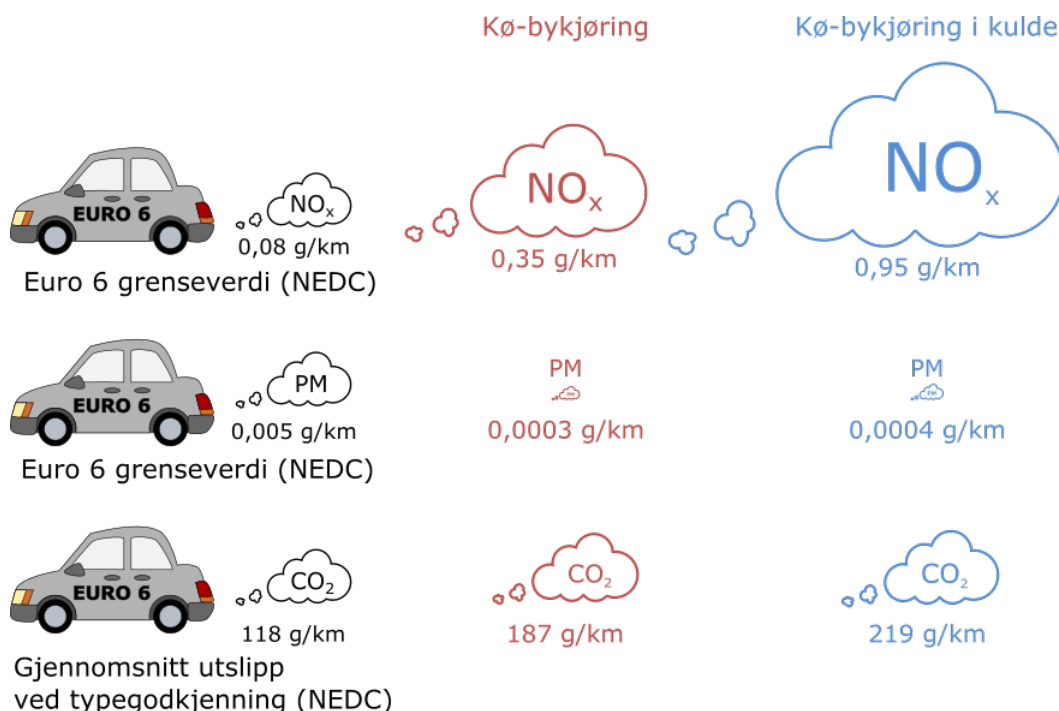 Kø-bykjøring
Kø-bykjøring i kulde
EURO 6
NOx
0,08 g/km
Euro 6 grenseverdi (NEDC)
NOx
0,35 g/km
NOx
0,95 g/km
EURO 6
PM
0,005 g/km
Euro 6 grenseverdi (NEDC)
PM
PM
0,0003 g/km
PM
PM
0,0004 g/km
EURO 6
CO2
118 g/km
Gjennomsnitt utslipp
ved typegodkjenning (NEDC)
CO2
187 g/km
CO2
219 g/km